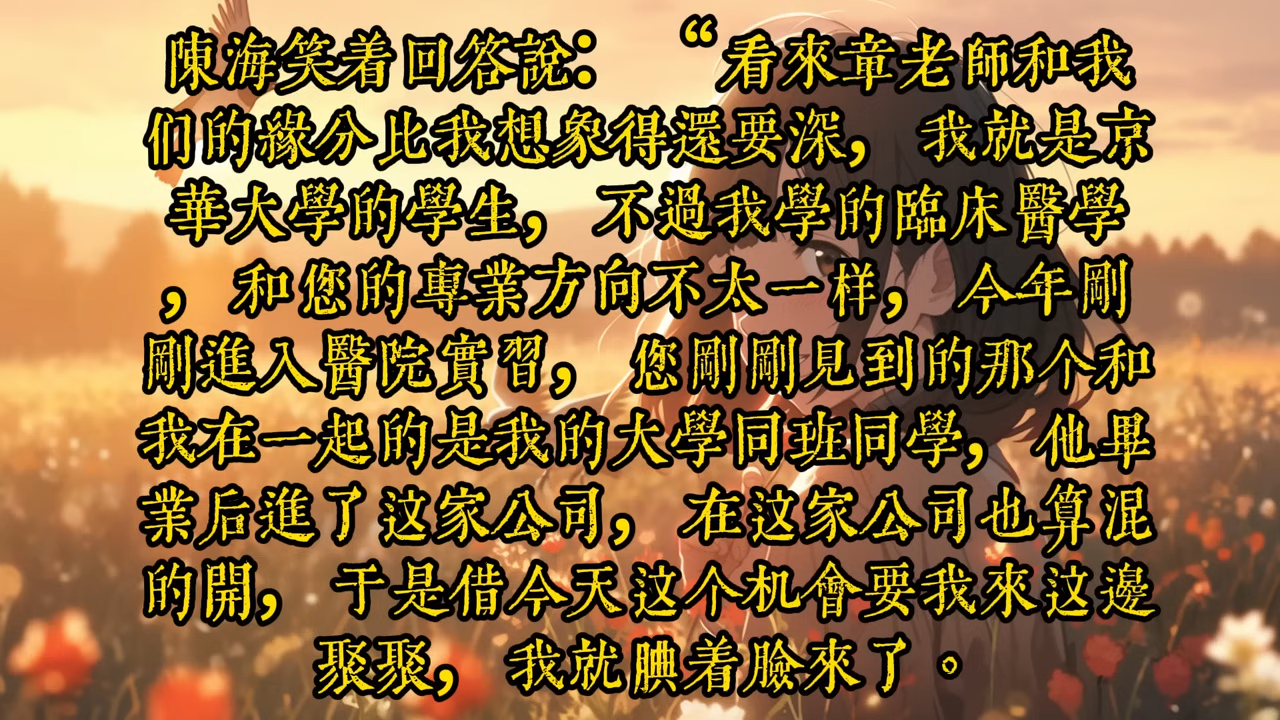 陳海笑着回答說：“看來章老師和我
们的緣分比我想象得還要深，我就是京
華大學的學生，不過我學的臨床醫學
，和您的專業方向不太一样，今年剛
剛進入醫院實習，您剛剛見到的那个和
我在一起的是我的大學同班同學，他畢
業后進了这家公司，在这家公司也算混
的開，于是借今天这个机會要我來这邊
聚聚，我就腆着臉來了。